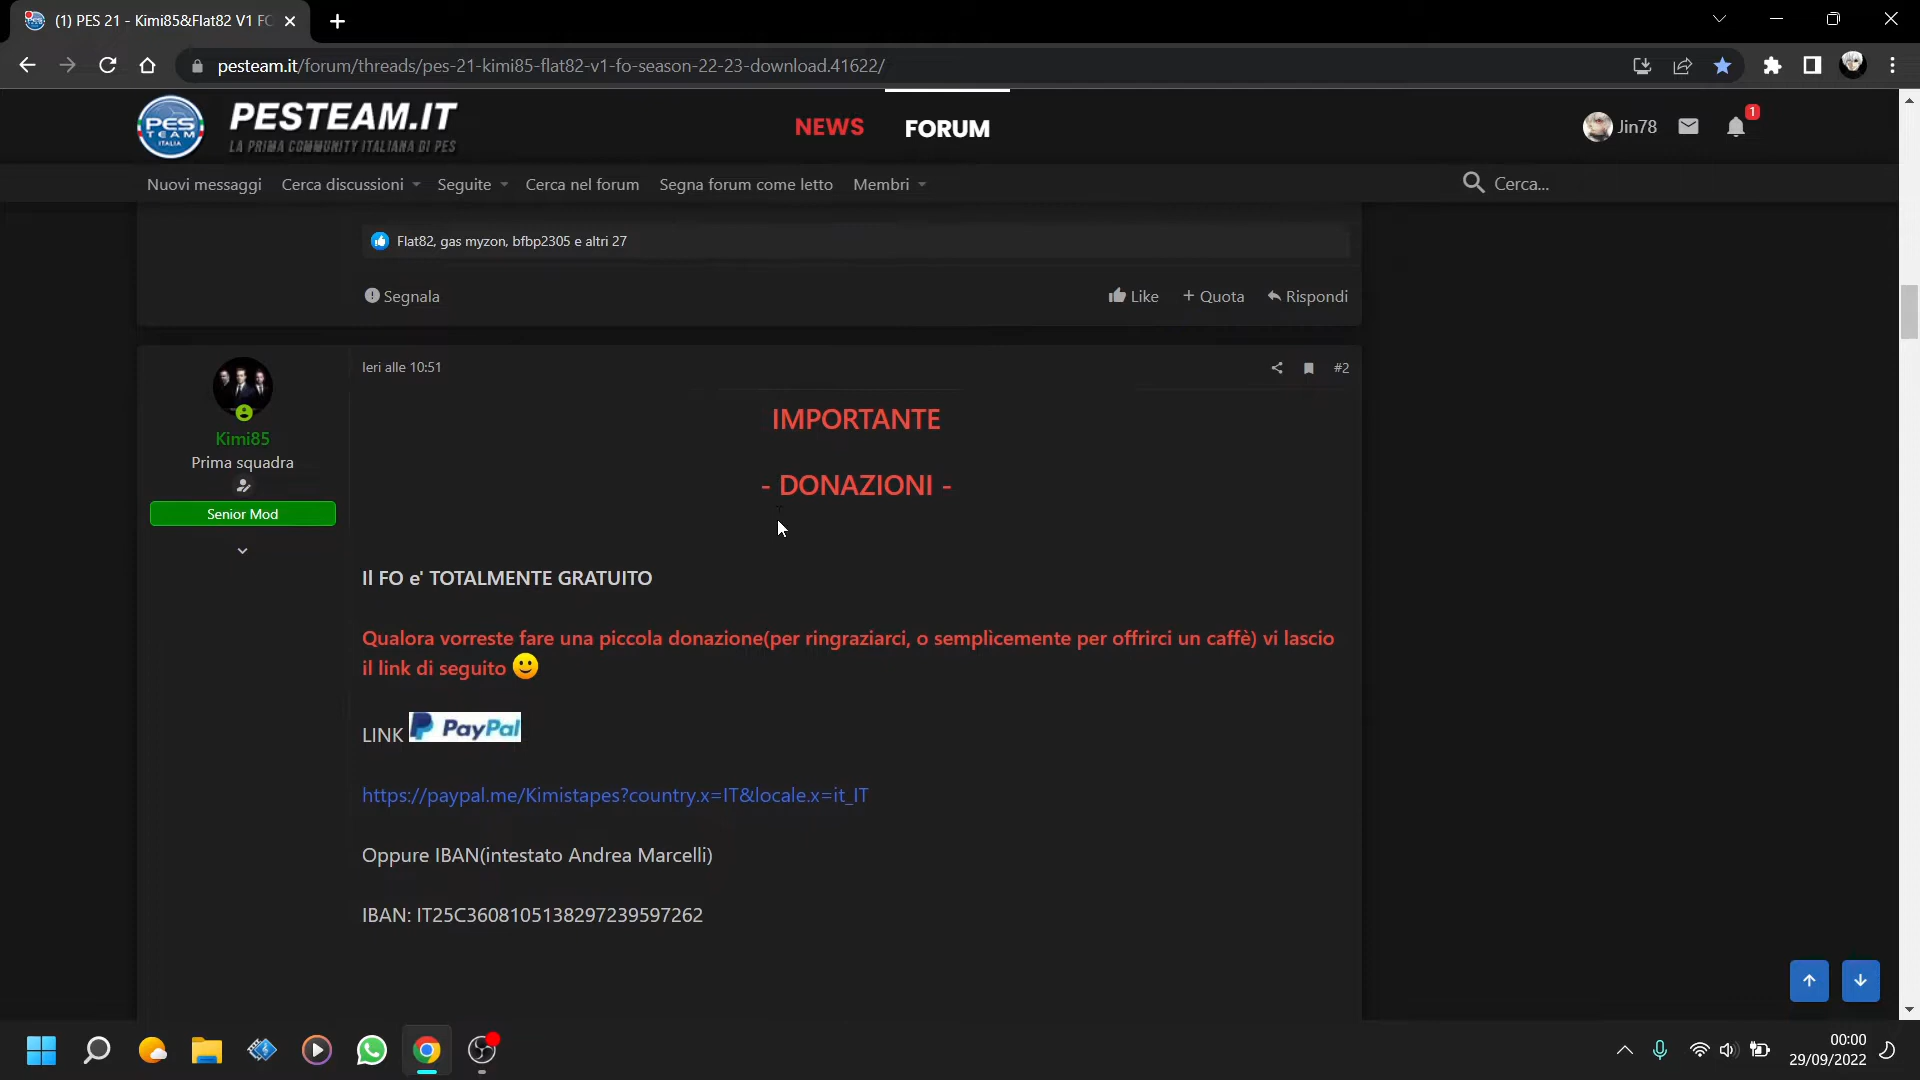 (1) PES 21 - Kimi85&Flat82 V1 FO
pesteam.it/forum/threads/pes-21-kimi85-flat82-v1-fo-season-22-23-download.41622/
PES
TEAM
ITALIA
PESTEAM.IT
LA PRIMA COMMUNITY ITALIANA DI PES
NEWS
FORUM
Jin78
1
Nuovi messaggi
Cerca discussioni
Seguite
Cerca nel forum
Segna forum come letto
Membri
Cerca...
Flat82, gas myzon, bfbp2305 e altri 27
Segnala
Like
+ Quota
Rispondi
Ieri alle 10:51
#2
Kimi85
Prima squadra
Senior Mod
IMPORTANTE
- DONAZIONI -
Il FO e' TOTALMENTE GRATUITO
Qualora vorreste fare una piccola donazione(per ringraziarci, o semplìcemente per offrirci un caffè) vi lascio
il link di seguito
LINK PayPal
https://paypal.me/Kimistapes?country.x=IT&locale.x=it_IT
Oppure IBAN(intestato Andrea Marcelli)
IBAN: IT25C3608105138297239597262
00:00
29/09/2022